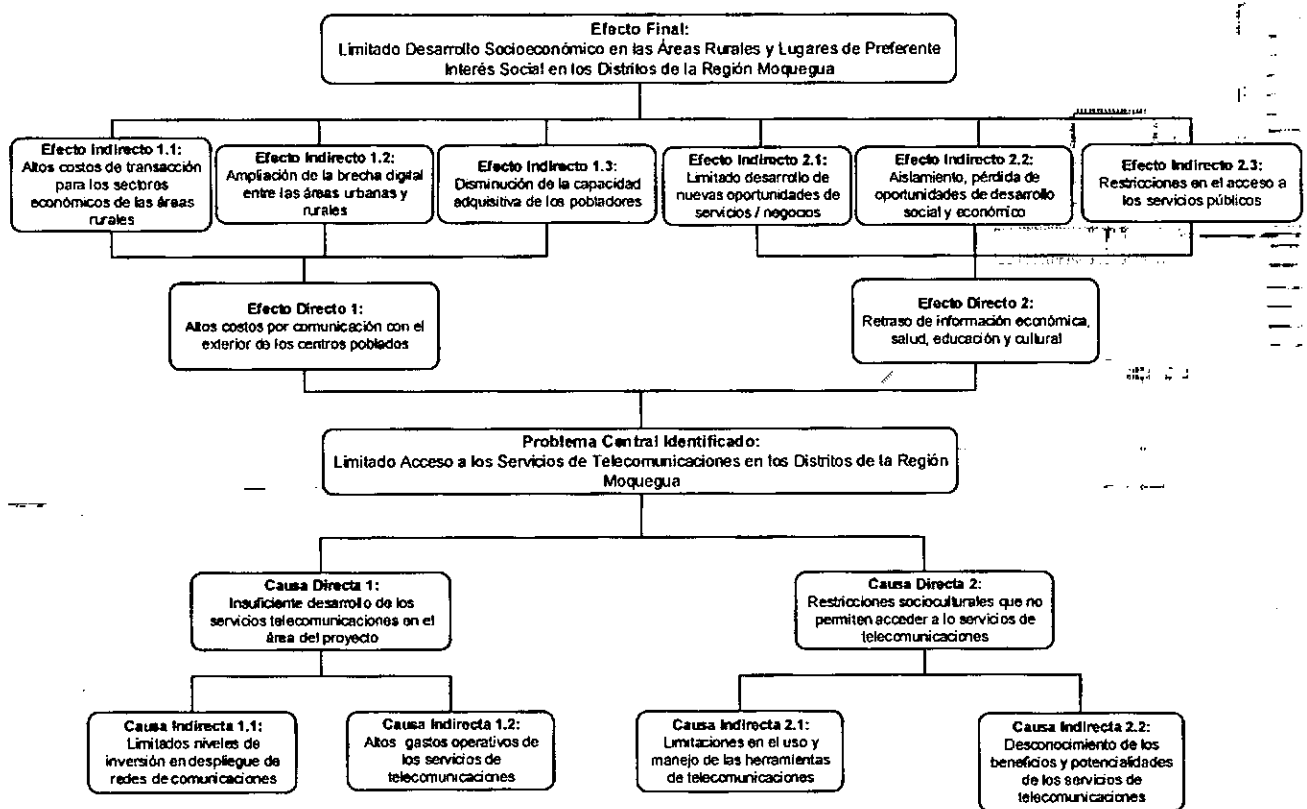 Efecto Final:
Limitado Desarrollo Socioeconómico en las Áreas Rurales y Lugares de Preferente
Interés Social en los Distritos de la Región Moquegua
Efecto Indirecto 1.1:
Altos costos de transacción
para los sectores
económicos de las áreas
rurales
Efecto Indirecto 1.2:
Ampliación de la brecha digital
entre las áreas urbanas y
rurales
Efecto Indirecto 1.3:
Disminución de la capacidad
adquisitiva de los pobladores
Efecto Indirecto 2.1:
Limitado desarrollo de
nuevas oportunidades de
servicios / negocios
Efecto Indirecto 2.2:
Aislamiento, pérdida de
oportunidades de desarrollo
social y económico
Efecto Indirecto 2.3:
Restricciones en el acceso a
los servicios públicos
Efecto Directo 1:
Altos costos por comunicación con el
exterior de los centros poblados
Efecto Directo 2:
Retraso de información económica,
salud, educación y cultural
Problema Central Identificado:
Limitado Acceso a los Servicios de Telecomunicaciones en los Distritos de la Región
Moquegua
Causa Directa 1:
Insuficiente desarrollo de los
servicios telecomunicaciones en el
área del proyecto
Causa Directa 2:
Restricciones socioculturales que no
permiten acceder a lo servicios de
telecomunicaciones
Causa Indirecta 1.1:
Limitados niveles de
inversión en despliegue de
redes de comunicaciones
Causa Indirecta 1.2:
Altos gastos operativos de
los servicios de
telecomunicaciones
Causa Indirecta 2.1:
Limitaciones en el uso y
manejo de las herramientas
de telecomunicaciones
Causa Indirecta 2.2:
Desconocimiento de los
beneficios y potencialidades
de los servicios de
telecomunicaciones